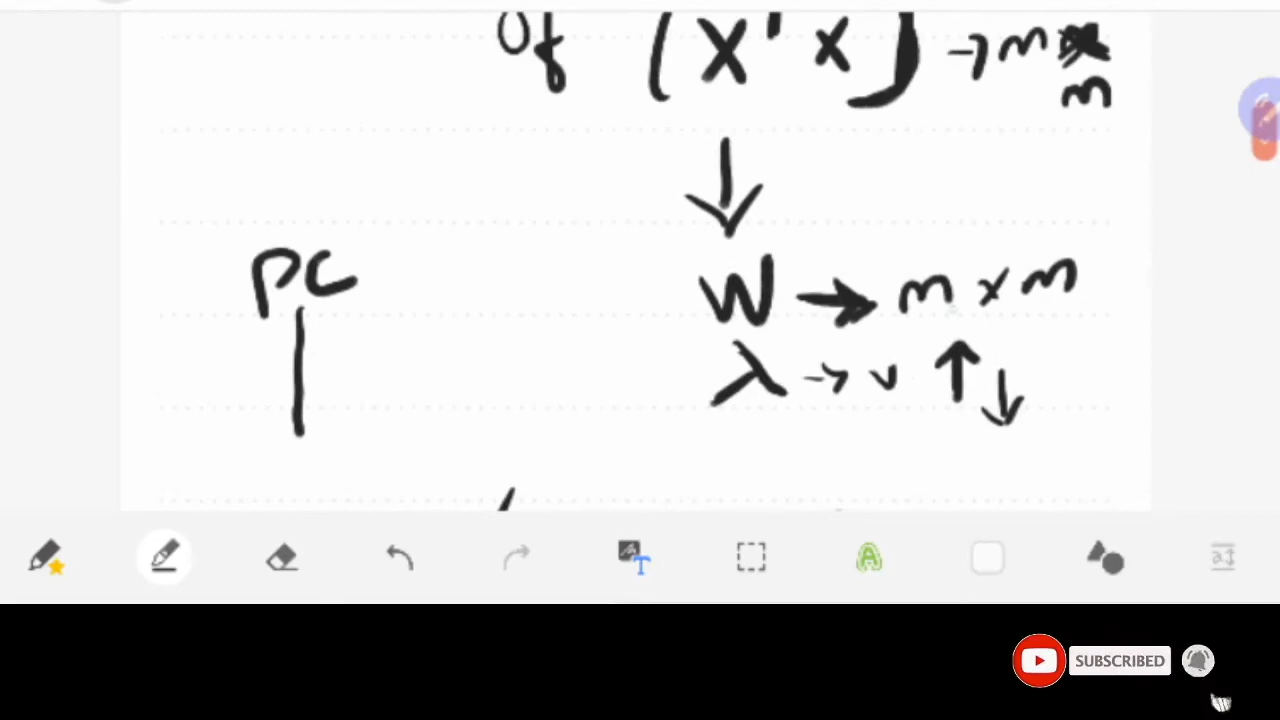 of (X' x) → m
m
PC
W → m x m
λ → v ↑ ↓
SUBSCRIBED